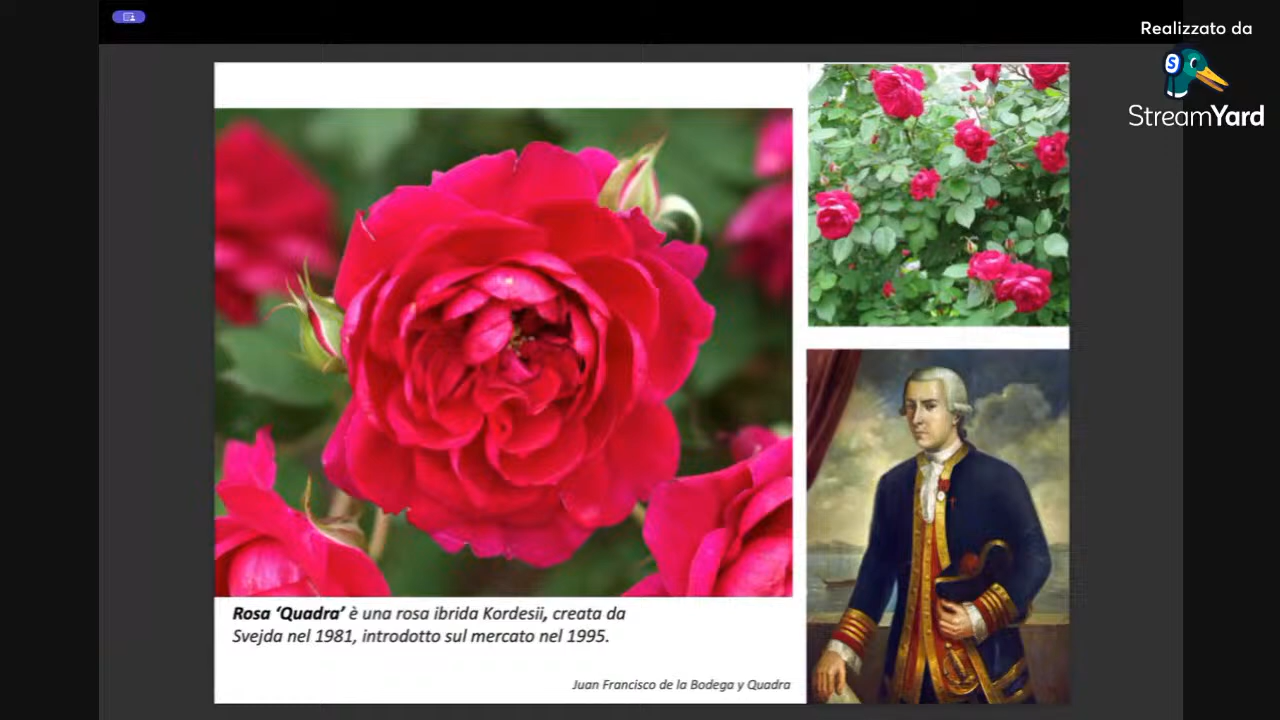 Realizzato da
StreamYard
Rosa ‘Quadra’ è una rosa ibrida Kordesii, creata da
Svejda nel 1981, introdotto sul mercato nel 1995.
Juan Francisco de la Bodega y Quadra